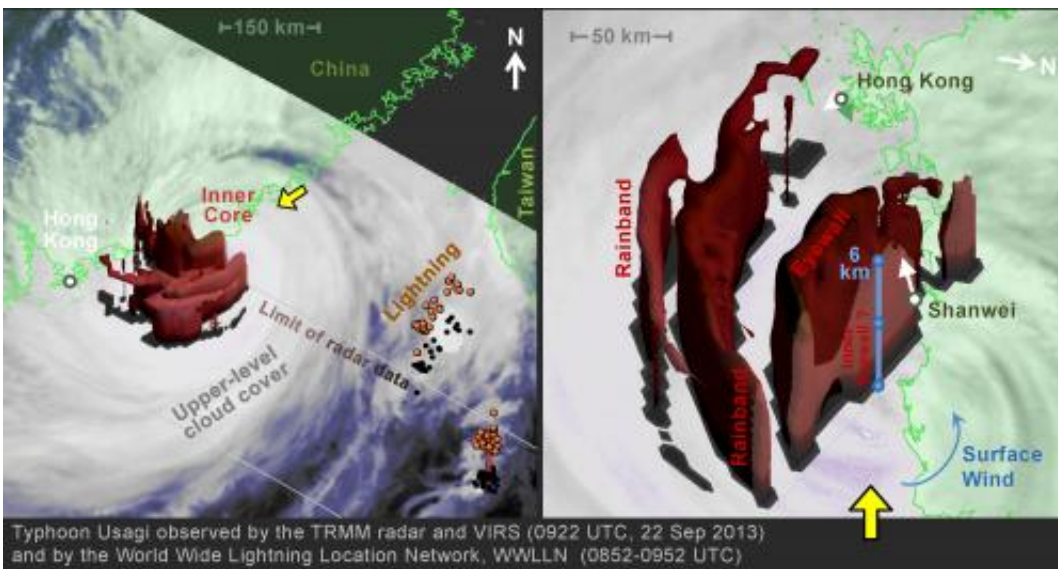 150 km
N
China
Taiwan
Inner
Core
Hong
Kong
Lightning
Limit of radar data
Upper-level
cloud cover
50 km
N
Hong Kong
Rainband
Eyewall
6
km
Shanwei
Inner
Rainband
Surface
Wind
Typhoon Usagi observed by the TRMM radar and VIRS (0922 UTC, 22 Sep 2013)
and by the World Wide Lightning Location Network, WWLLN (0852-0952 UTC)